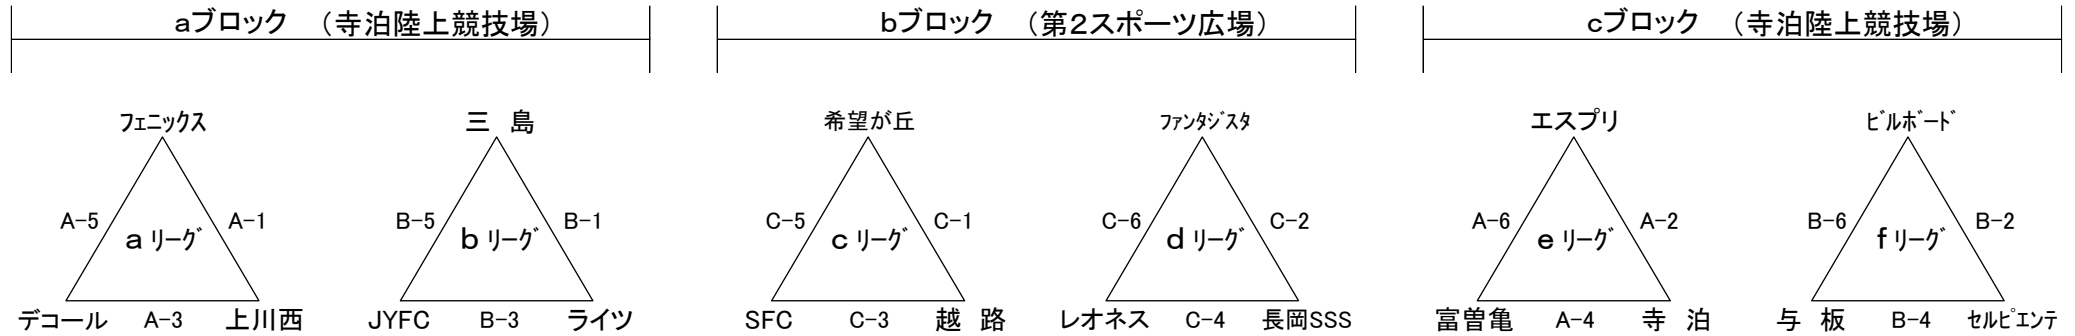 aブロック （寺泊陸上競技場） bブロック （第２スポーツ広場） cブロック （寺泊陸上競技場）
ﾌｪﾆｯｸｽ 三 島 希望が丘 ﾌｧﾝﾀｼﾞｽﾀ エスプリ ﾋﾞﾙﾎﾞｰﾄﾞ
A-5 A-1 B-5 B-1 C-5 C-1 C-6 C-2 A-6 A-2 B-6 B-2
a ﾘｰｸﾞ b ﾘｰｸﾞ c ﾘｰｸﾞ d ﾘｰｸﾞ e ﾘｰｸﾞ f ﾘｰｸﾞ
デコール A-3 上川西 JYFC B-3 ライツ SFC C-3 越 路 レオネス C-4 長岡SSS 富曽亀 A-4 寺 泊 与 板 B-4 ｾﾙﾋﾟｴﾝﾃ